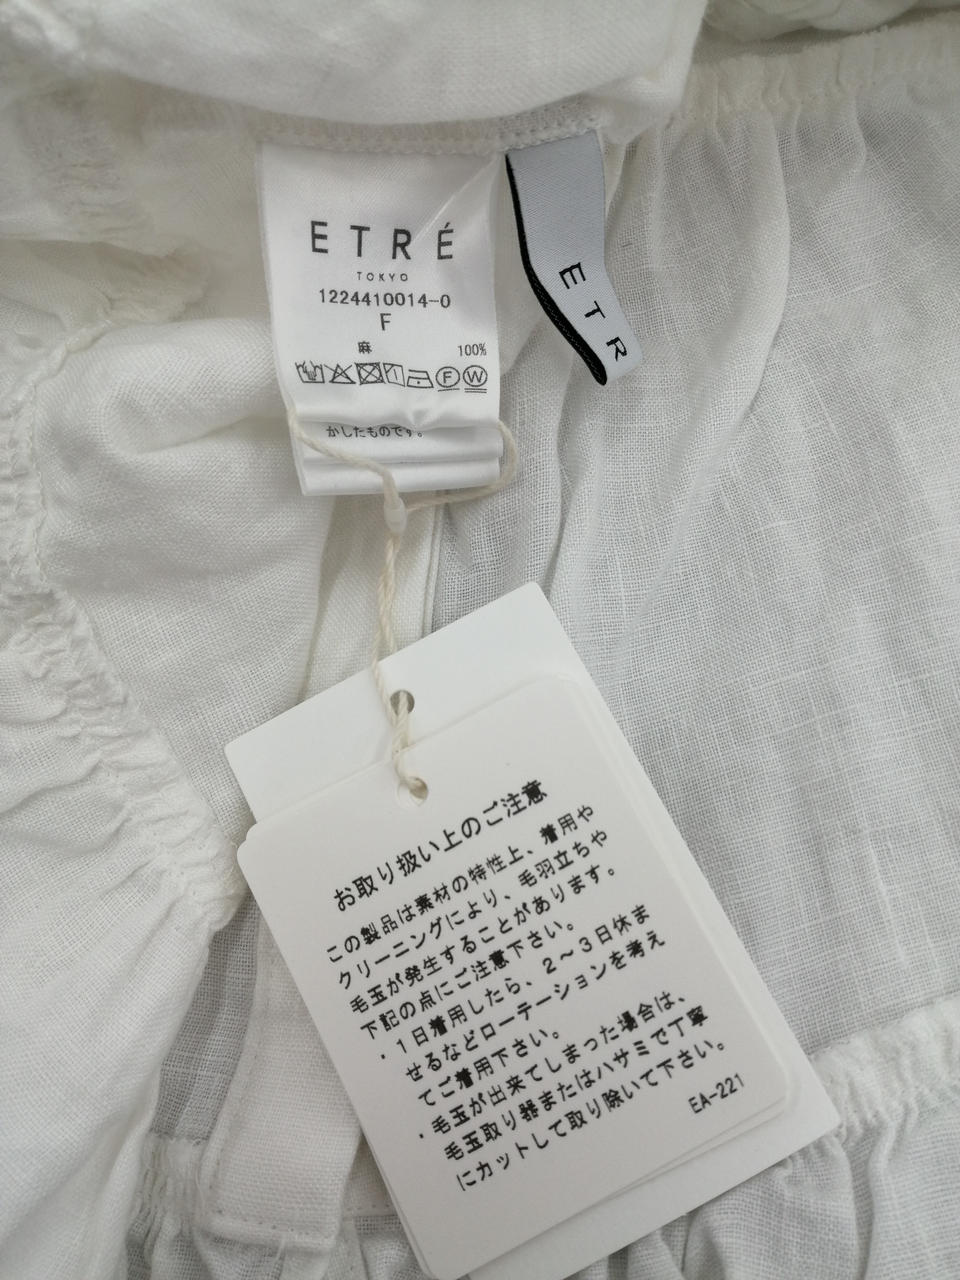 ETRÉ
TOKYO
1224410014-0
F
麻 100%
F W
かしたものです。
ETR
お取り扱い上のご注意
この製品は素材の特性上、着用や
クリーニングにより、毛羽立ちや
毛玉が発生することがあります。
下記の点にご注意下さい。
・1日着用したら、2～3日休ま
せるなどローテーションを考え
てご着用下さい。
・毛玉が出来てしまった場合は、
毛玉取り器またはハサミで丁寧
にカットして取り除いて下さい。
EA-221